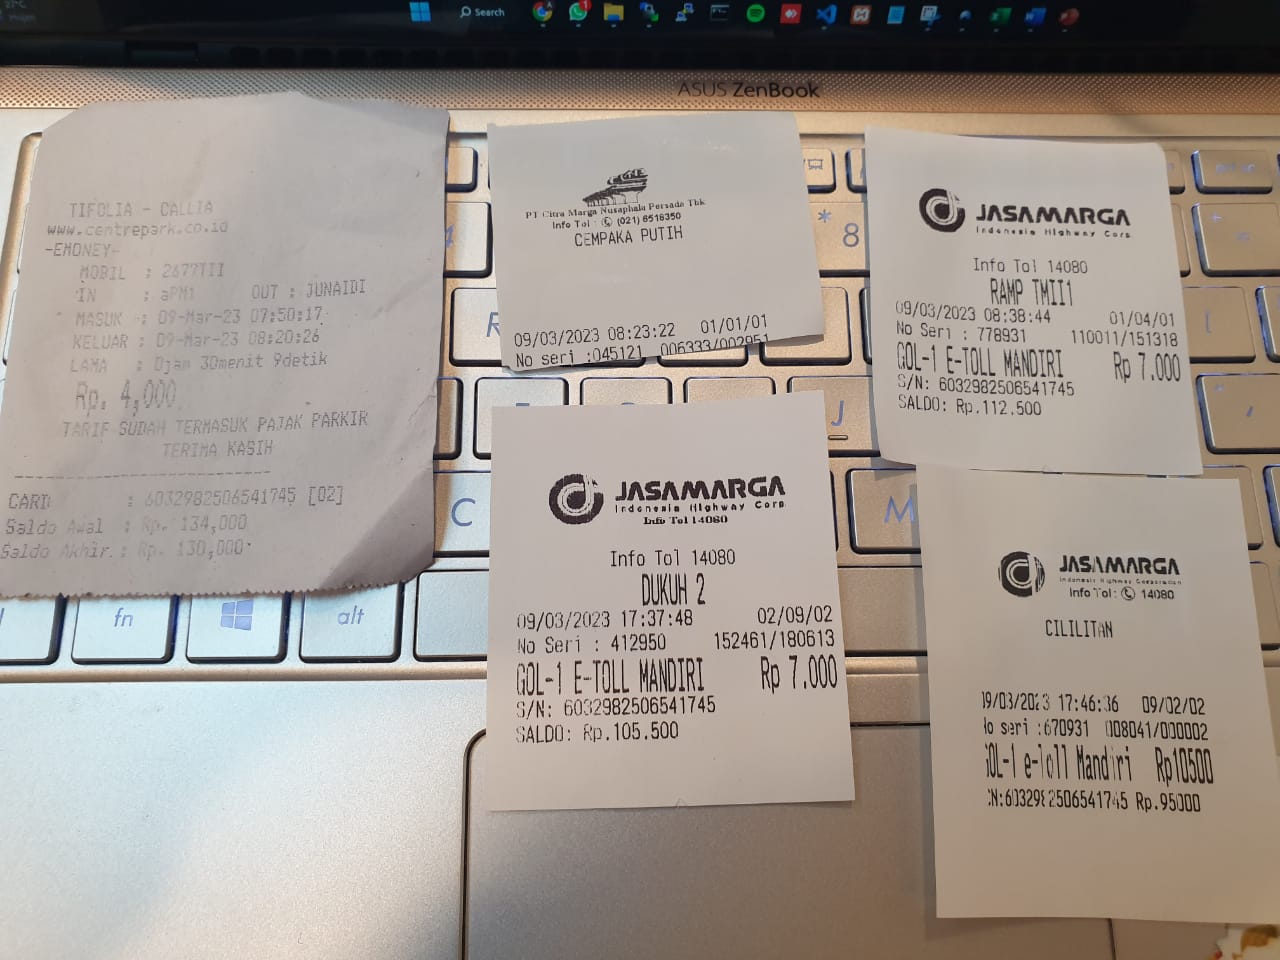 Search
ASUS ZenBook
TIFOLIA - CALLIA
www.centrepark.co.id
-EMONEY-
MOBIL : 2677TII
IN : aPM1 OUT : JUNAIDI
MASUK : 09-Mar-23 07:50:17
KELUAR : 09-Mar-23 08:20:26
LAMA : 0jam 30menit 9detik
Rp. 4,000
TARIF SUDAH TERMASUK PAJAK PARKIR
TERIMA KASIH
CARD : 6032982506541745 [02]
Saldo Awal : Rp. 134,000
Saldo Akhir : Rp. 130,000
PT Citra Marga Nusaphala Persada Tbk
Info Tol : (021) 6518350
CEMPAKA PUTIH
09/03/2023 08:23:22 01/01/01
No seri :045121 006333/002951
JASAMARGA
Indonesia Highway Corp
Info Tol 14080
RAMP TMII1
09/03/2023 08:38:44 01/04/01
No Seri : 778931 110011/151318
GOL-1 E-TOLL MANDIRI Rp 7.000
S/N: 6032982506541745
SALDO: Rp.112.500
JASAMARGA
Indonesia Highway Corp
Info Tol 14080
Info Tol 14080
DUKUH 2
09/03/2023 17:37:48 02/09/02
No Seri : 412950 152461/180613
GOL-1 E-TOLL MANDIRI Rp 7.000
S/N: 6032982506541745
SALDO: Rp.105.500
JASAMARGA
Indonesia Highway Corporation
Info Tol : 14080
CILILITAN
09/03/2023 17:46:36 09/02/02
No seri :670931 008041/000002
GOL-1 e-Toll Mandiri Rp10500
SN:6032982506541745 Rp.95000
* 8
R
J
C
M
fn
alt